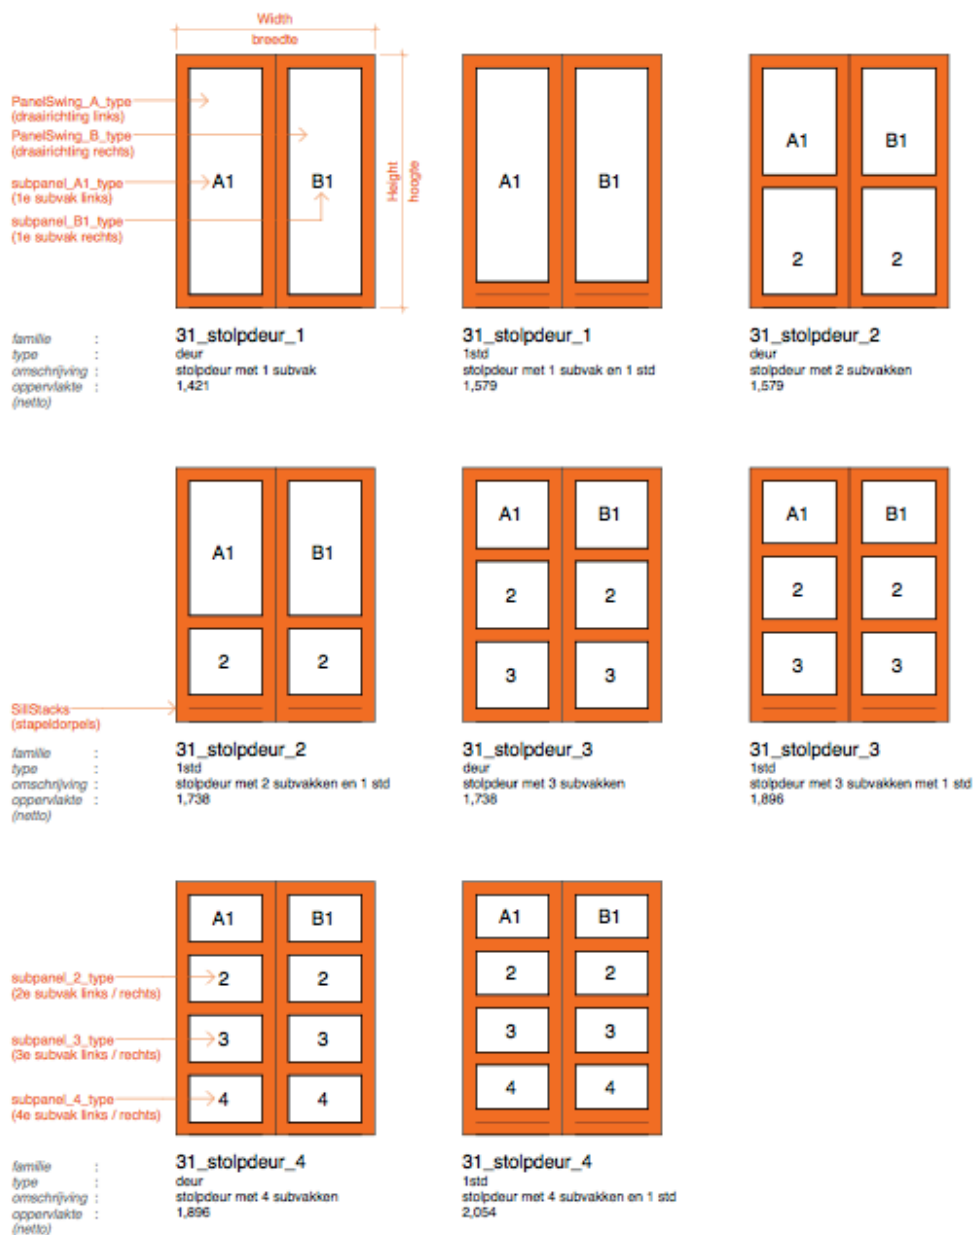 Width
breedte
PanelSwing_A_type
(draairichting links)
PanelSwing_B_type
(draairichting rechts)
subpanel_A1_type
(1e subvak links)
subpanel_B1_type
(1e subvak rechts)
A1 B1
Height
hoogte
A1 B1
A1 B1
2 2
familie :
type :
omschrijving :
oppervlakte :
(netto)
31_stolpdeur_1
deur
stolpdeur met 1 subvak
1,421
31_stolpdeur_1
1std
stolpdeur met 1 subvak en 1 std
1,579
31_stolpdeur_2
deur
stolpdeur met 2 subvakken
1,579
A1 B1
2 2
A1 B1
2 2
3 3
A1 B1
2 2
3 3
SillStacks
(stapeldorpels)
familie :
type :
omschrijving :
oppervlakte :
(netto)
31_stolpdeur_2
1std
stolpdeur met 2 subvakken en 1 std
1,738
31_stolpdeur_3
deur
stolpdeur met 3 subvakken
1,738
31_stolpdeur_3
1std
stolpdeur met 3 subvakken met 1 std
1,896
subpanel_2_type
(2e subvak links / rechts)
subpanel_3_type
(3e subvak links / rechts)
subpanel_4_type
(4e subvak links / rechts)
A1 B1
2 2
3 3
4 4
A1 B1
2 2
3 3
4 4
familie :
type :
omschrijving :
oppervlakte :
(netto)
31_stolpdeur_4
deur
stolpdeur met 4 subvakken
1,896
31_stolpdeur_4
1std
stolpdeur met 4 subvakken en 1 std
2,054